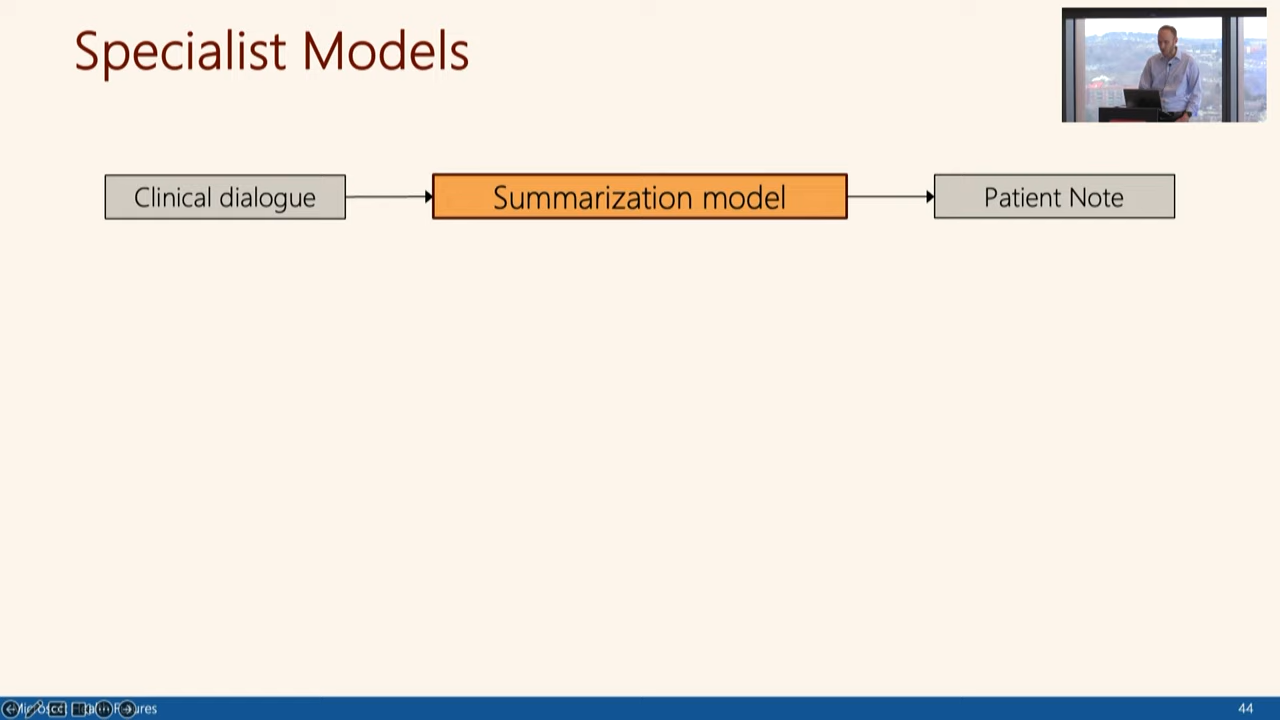 Specialist Models
Clinical dialogue
Summarization model
Patient Note
44